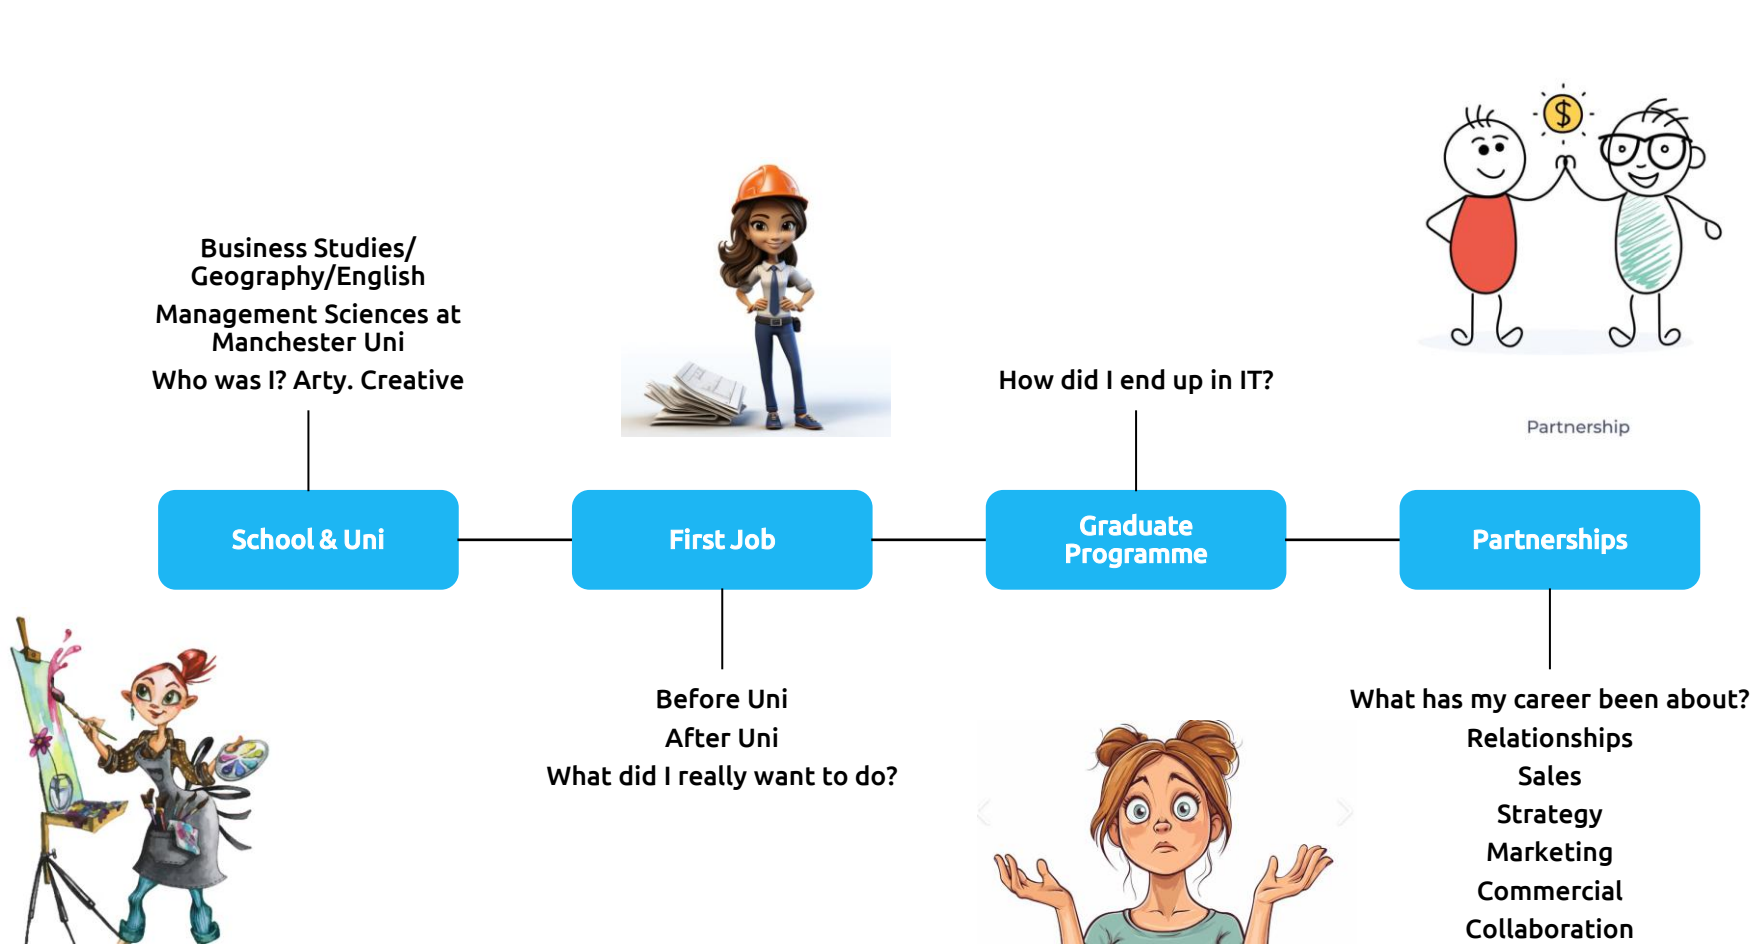 Business Studies/
Geography/English
Management Sciences at
Manchester Uni
Who was I? Arty. Creative
How did I end up in IT?
$
Partnership
School & Uni
First Job
Graduate
Programme
Partnerships
Before Uni
After Uni
What did I really want to do?
What has my career been about?
Relationships
Sales
Strategy
Marketing
Commercial
Collaboration